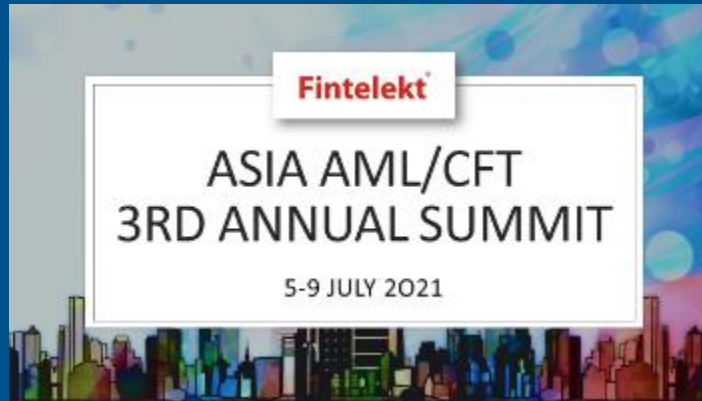 Fintelekt
ASIA AML/CFT
3RD ANNUAL SUMMIT
5-9 JULY 2021